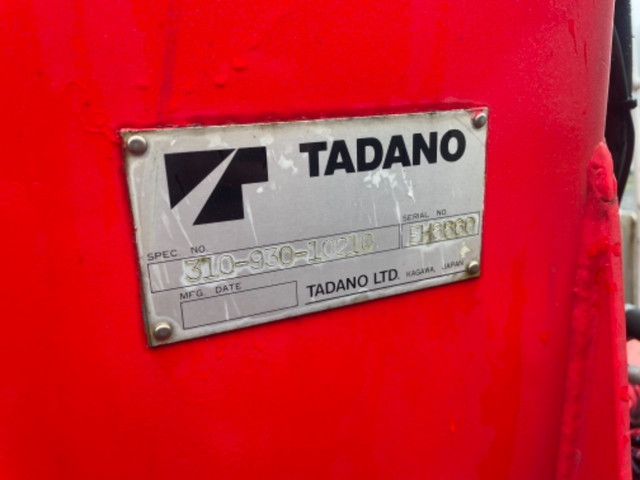 TADANO
SPEC NO.
310-930-10210
SERIAL NO.
MFG DATE
TADANO LTD. KAGAWA, JAPAN